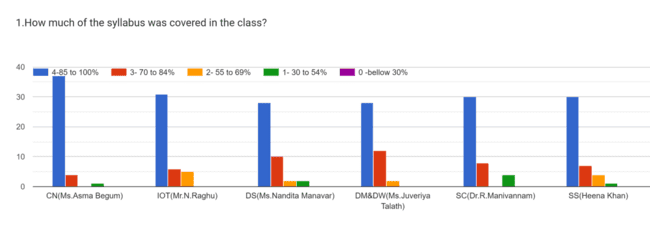 1.How much of the syllabus was covered in the class?
40
4-85 to 100% 3- 70 to 84% 2- 55 to 69% 1- 30 to 54% 0 -bellow 30%
30
20
10
0
CN(Ms.Asma Begum) IOT(Mr.N.Raghu) DS(Ms.Nandita Manavar) DM&DW(Ms.Juveriya SC(Dr.R.Manivannam) SS(Heena Khan)
Talath)